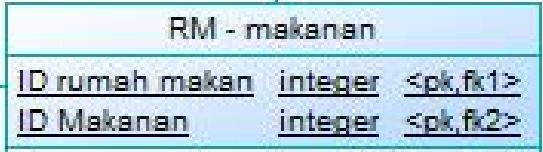 RM - makanan
ID rumah makan integer <pk,fk1>
ID Makanan integer <pk,fk2>